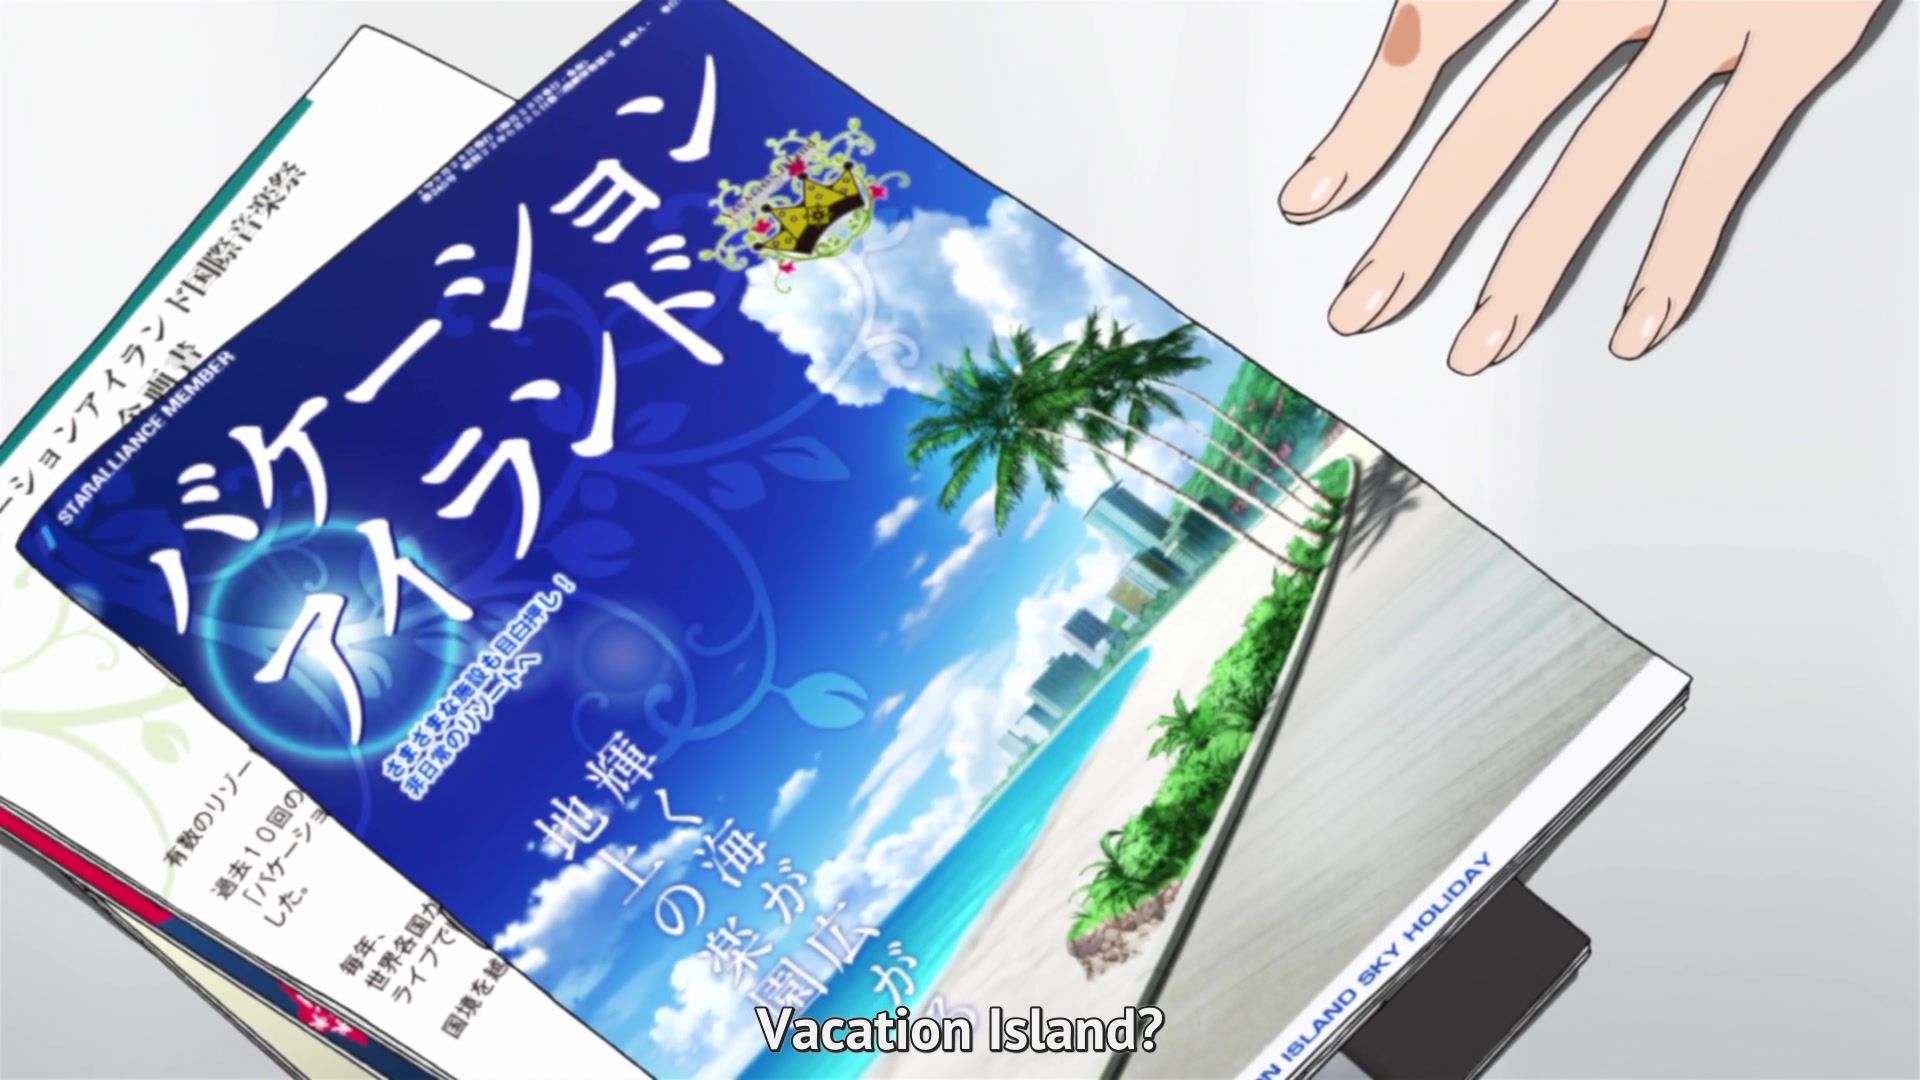 バケーション
アイランド
STARALLIANCE MEMBER
さまざまな施設も目白押し!
非日常のリゾートへ
輝く海が広が
地上の楽園
ON ISLAND SKY HOLIDAY
ーションアイランド国際音楽祭
企画書
有数のリゾー
過去10回の
「バケーショ
した。
毎年、
世界各国か
ライブで
国境を越
Vacation Island?